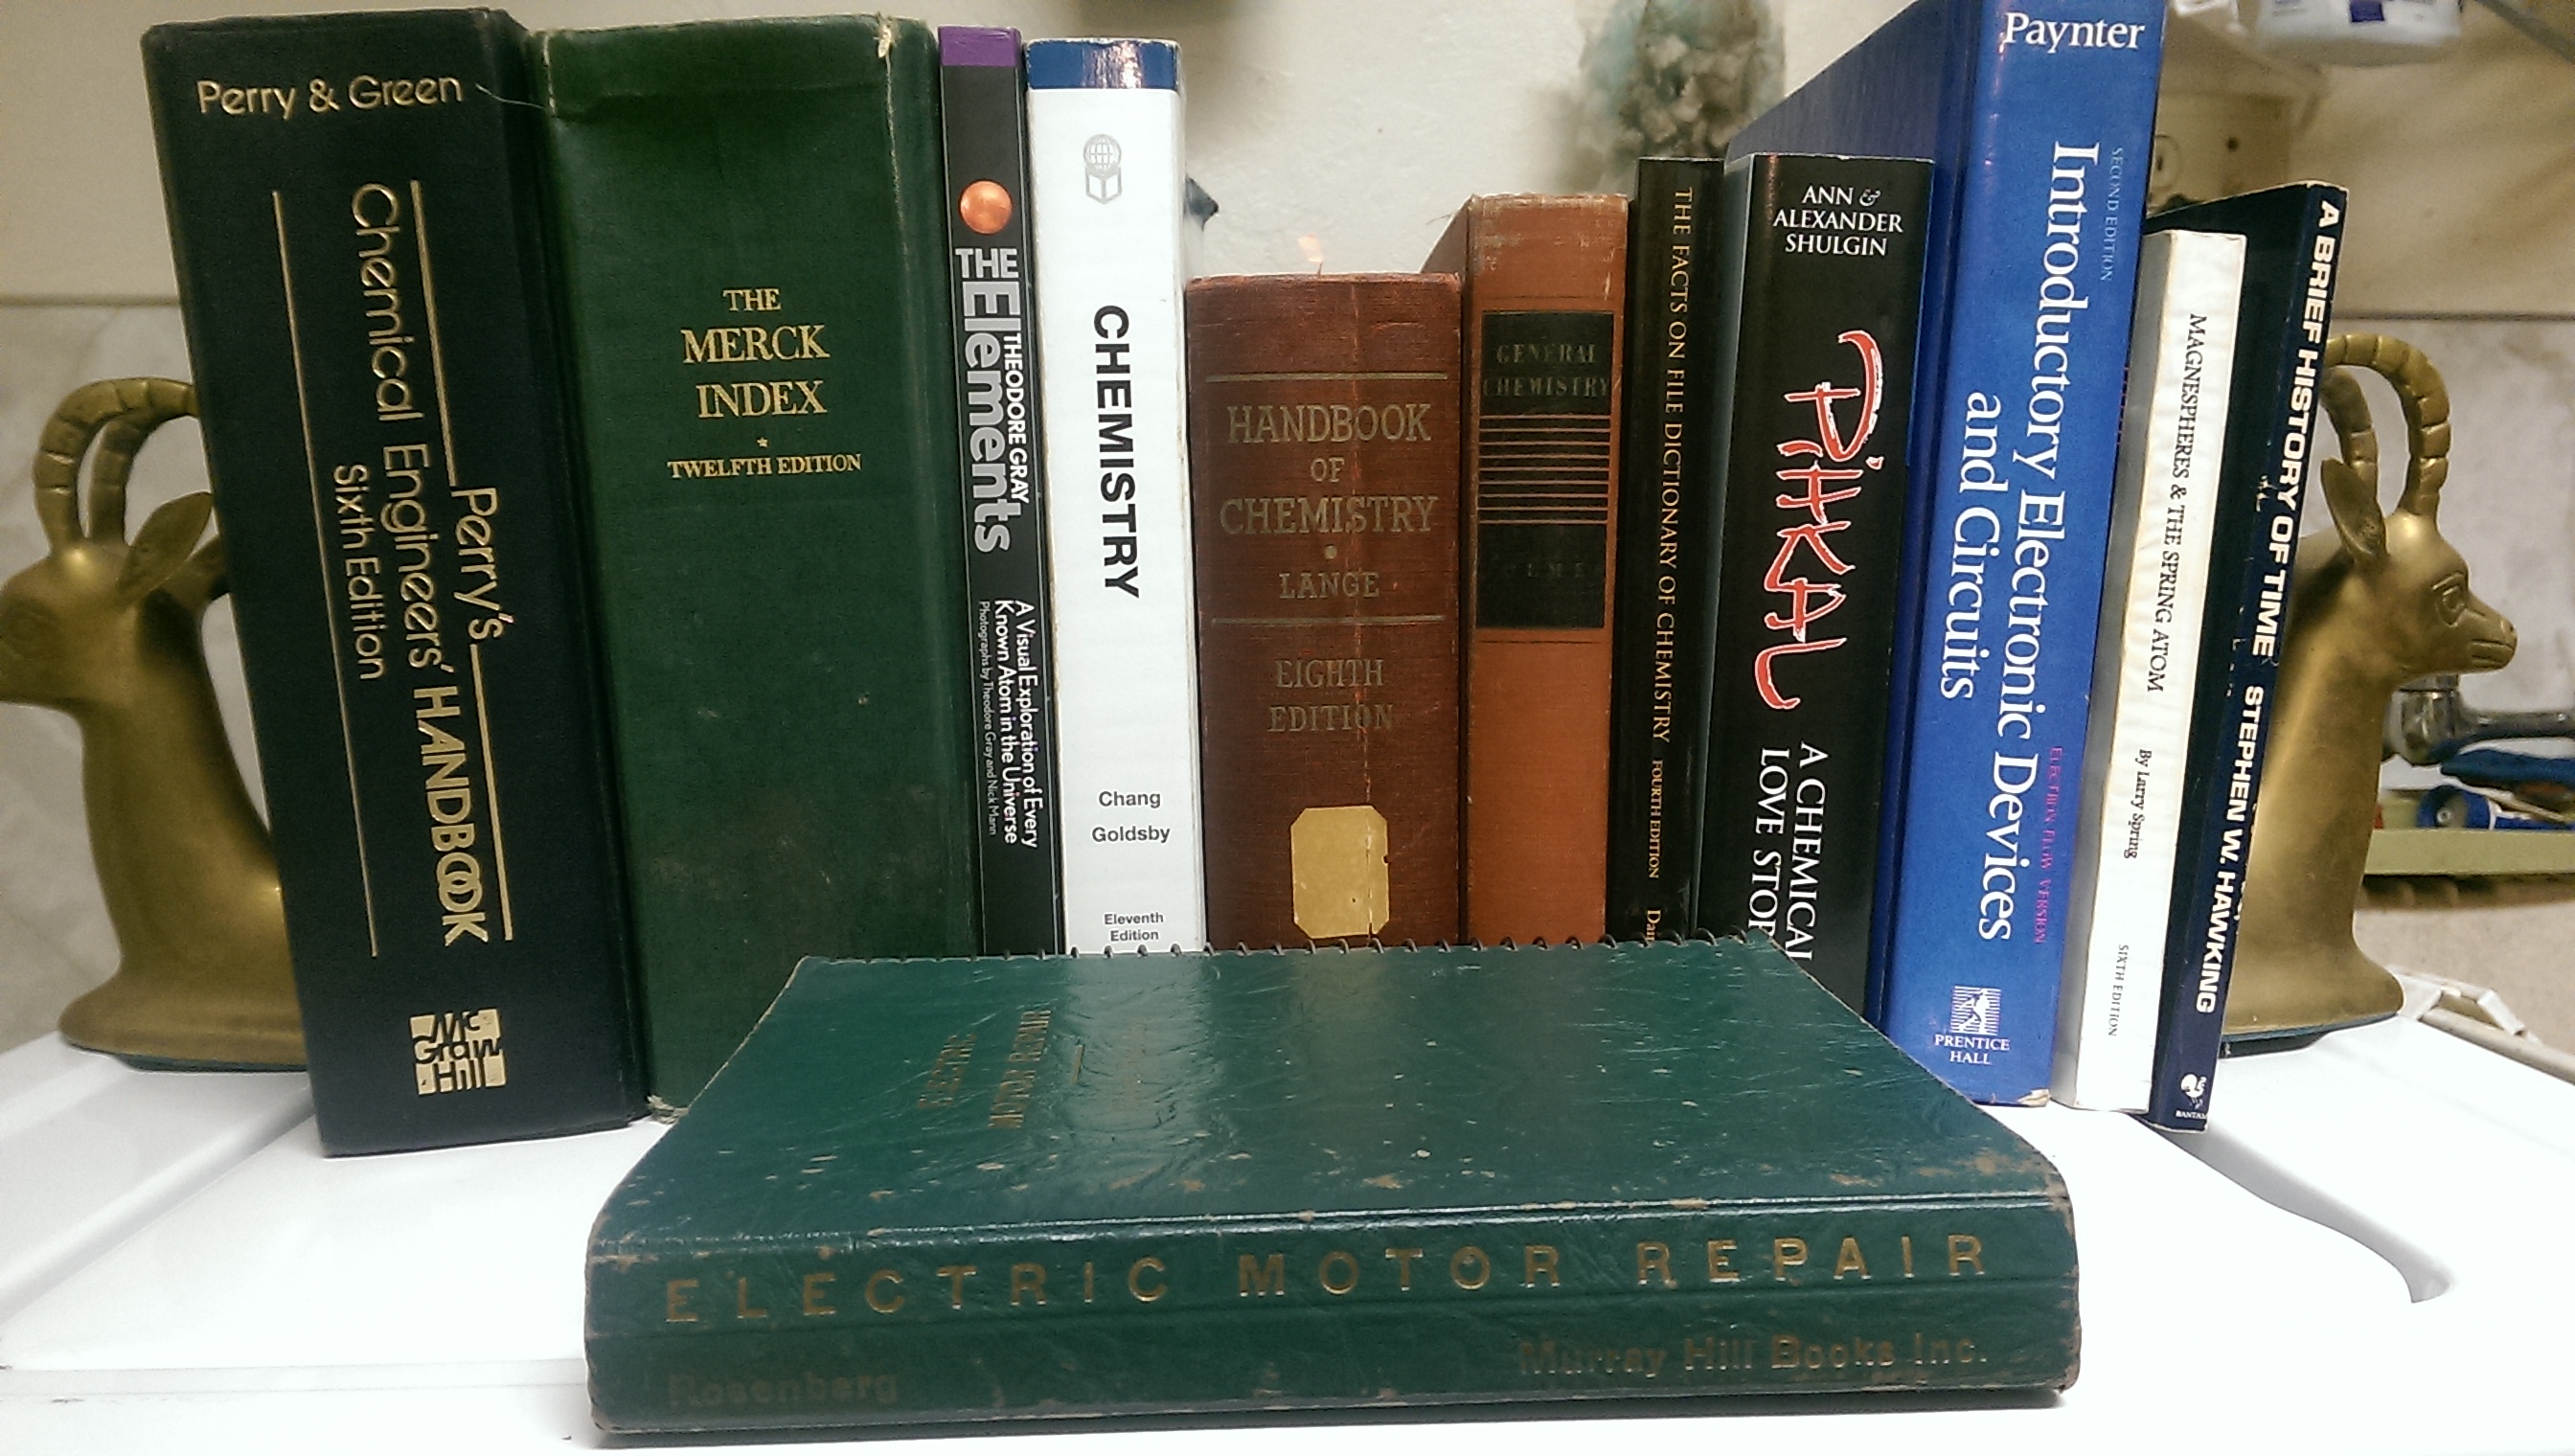 Perry & Green
Perry's
Chemical Engineers' HANDBOOK
Sixth Edition
Mc
Graw
Hill
THE
MERCK
INDEX
TWELFTH EDITION
THEODORE GRAY
THE Elements
A Visual Exploration of Every
Known Atom in the Universe
Photographs by Theodore Gray and Nick Mann
CHEMISTRY
Chang
Goldsby
Eleventh
Edition
HANDBOOK
OF
CHEMISTRY
LANGE
EIGHTH
EDITION
GENERAL
CHEMISTRY
THE FACTS ON FILE DICTIONARY OF CHEMISTRY FOURTH EDITION
ANN &
ALEXANDER
SHULGIN
PiHKAL
A CHEMICAL
LOVE STOR
Paynter
SECOND EDITION
Introductory Electronic Devices
and Circuits
ELECTRON FLOW VERSION
PRENTICE
HALL
MAGNESPHERES & THE SPRING ATOM By Larry Spring SIXTH EDITION
A BRIEF HISTORY OF TIME STEPHEN W. HAWKING
BANTAM
ELECTRIC MOTOR REPAIR
Rosenberg
Murray Hill Books Inc.